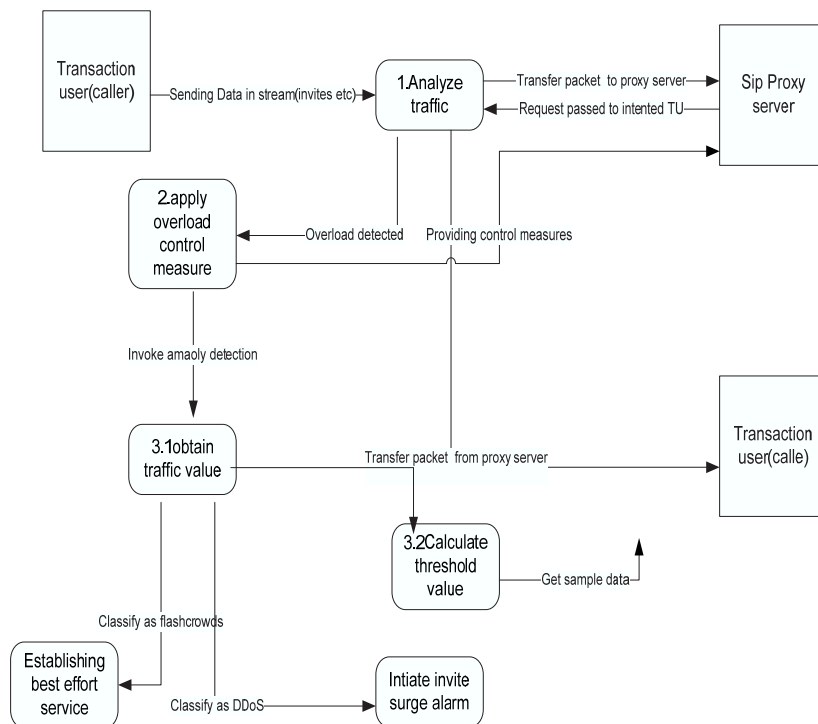 Transaction
user(caller)
Sending Data in stream(invites etc)
1.Analyze
traffic
Transfer packet to proxy server
Request passed to intented TU
Sip Proxy
server
2.apply
overload
control
measure
Overload detected
Providing control measures
Invoke amaoly detection
3.1obtain
traffic value
Transfer packet from proxy server
Transaction
user(calle)
3.2Calculate
threshold
value
Get sample data
Classify as flashcrowds
Establishing
best effort
service
Classify as DDoS
Intiate invite
surge alarm